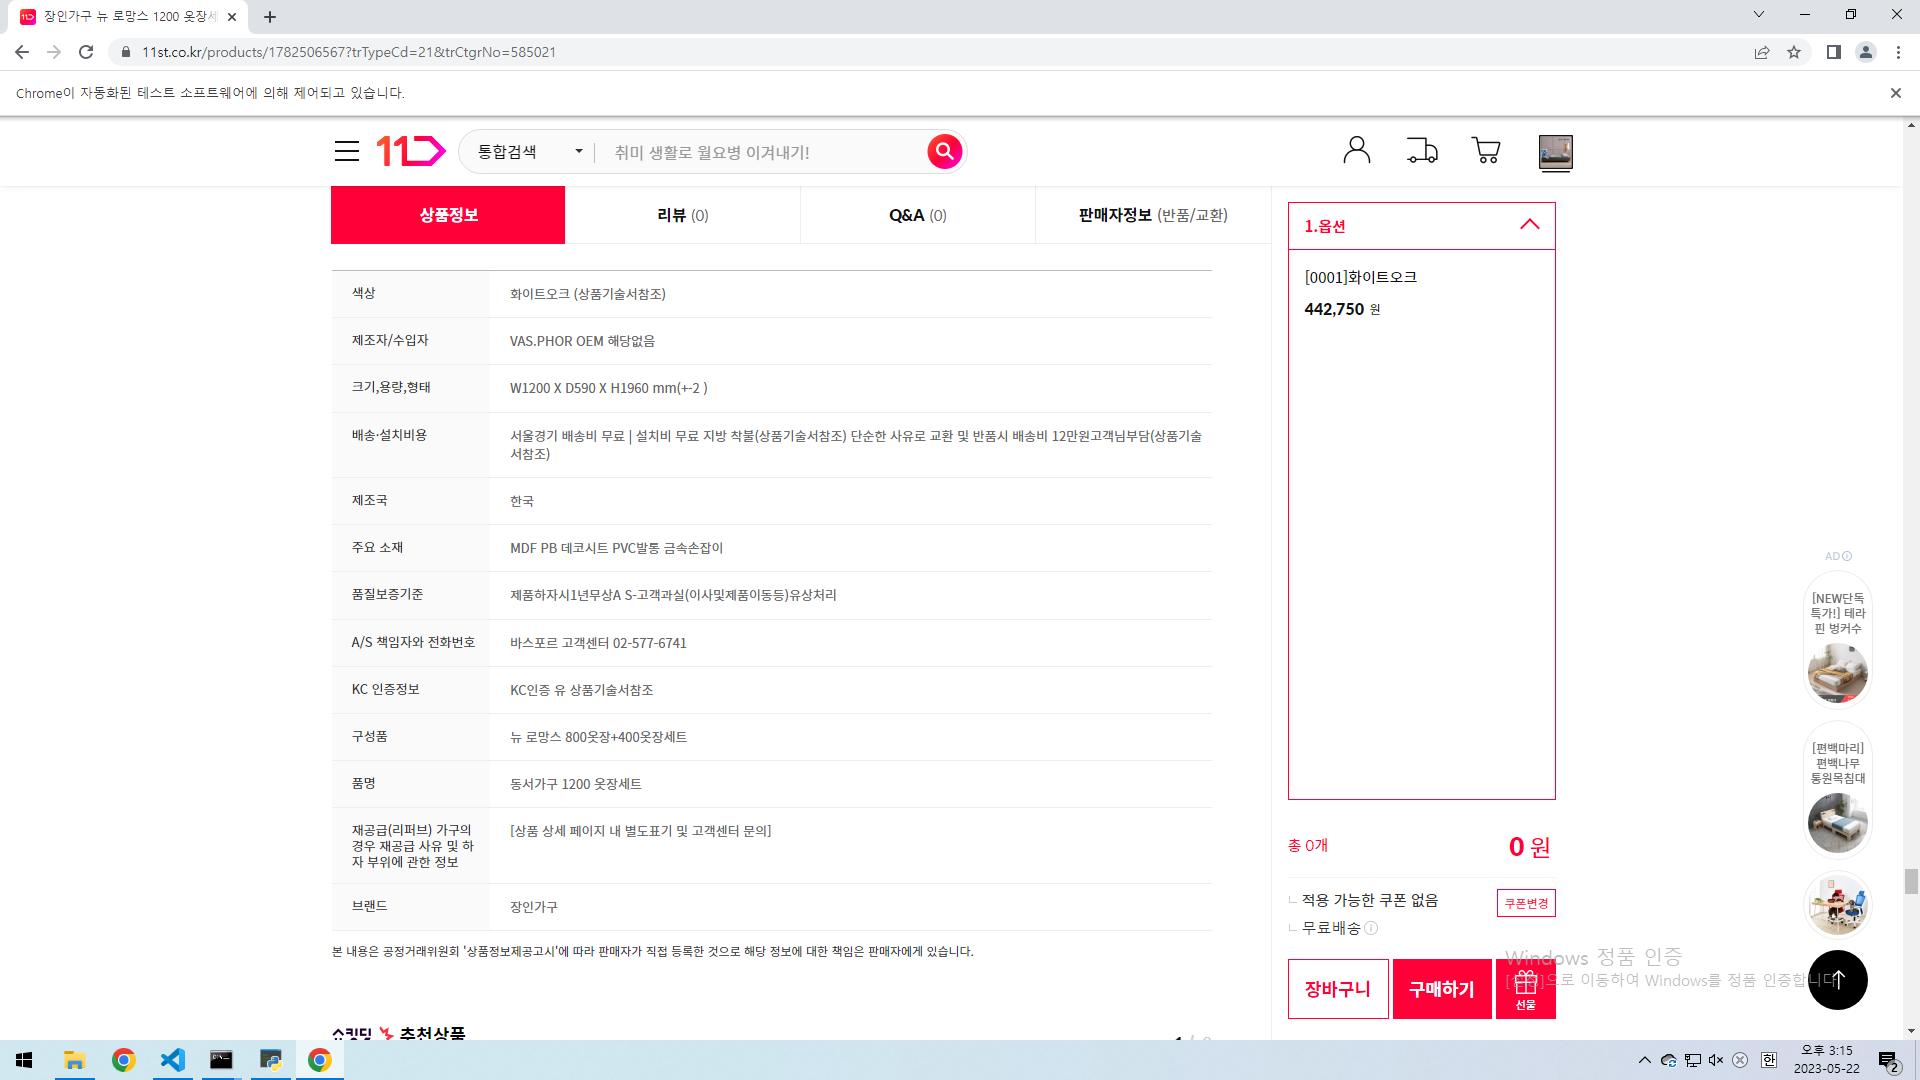 장인가구 뉴 로망스 1200 옷장세
11st.co.kr/products/1782506567?trTypeCd=21&trCtgrNo=585021
Chrome이 자동화된 테스트 소프트웨어에 의해 제어되고 있습니다.
통합검색
취미 생활로 월요병 이겨내기!
상품정보
리뷰 (0)
Q&A (0)
판매자정보 (반품/교환)
색상
화이트오크 (상품기술서참조)
제조자/수입자
VAS.PHOR OEM 해당없음
크기,용량,형태
W1200 X D590 X H1960 mm(+-2 )
배송·설치비용
서울경기 배송비 무료 | 설치비 무료 지방 착불(상품기술서참조) 단순한 사유로 교환 및 반품시 배송비 12만원고객님부담(상품기술
서참조)
제조국
한국
주요 소재
MDF PB 데코시트 PVC발통 금속손잡이
품질보증기준
제품하자시1년무상A S-고객과실(이사및제품이동등)유상처리
A/S 책임자와 전화번호
바스포르 고객센터 02-577-6741
KC 인증정보
KC인증 유 상품기술서참조
구성품
뉴 로망스 800옷장+400옷장세트
품명
동서가구 1200 옷장세트
재공급(리퍼브) 가구의
경우 재공급 사유 및 하
자 부위에 관한 정보
[상품 상세 페이지 내 별도표기 및 고객센터 문의]
브랜드
장인가구
본 내용은 공정거래위원회 '상품정보제공고시'에 따라 판매자가 직접 등록한 것으로 해당 정보에 대한 책임은 판매자에게 있습니다.
쇼킹딜 추천상품
1.옵션
[0001]화이트오크
442,750 원
총 0개
0 원
적용 가능한 쿠폰 없음
쿠폰변경
무료배송
장바구니
구매하기
선물
AD
[NEW단독
특가!] 테라
핀 벙커수
[편백마리]
편백나무
통원목침대
Windows 정품 인증
[설정]으로 이동하여 Windows를 정품 인증합니다.
한
오후 3:15
2023-05-22
2